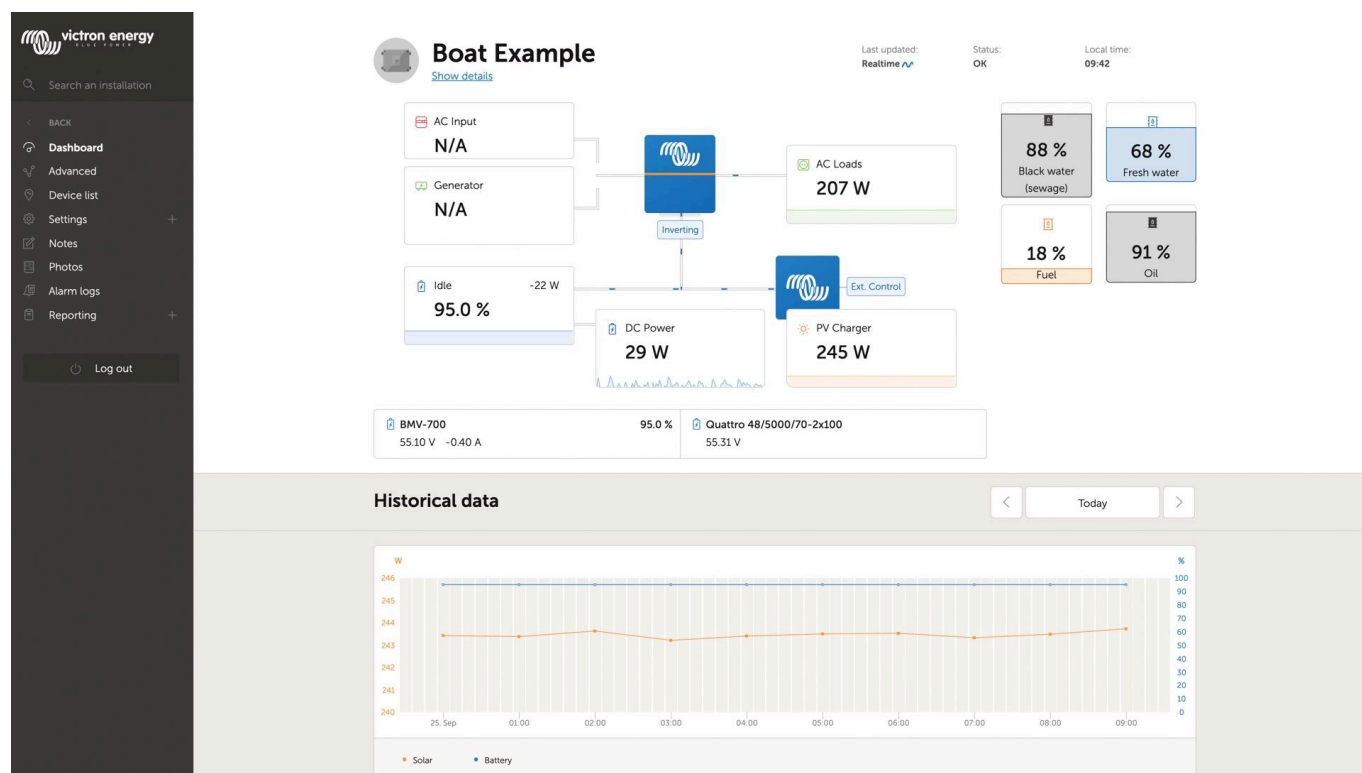 victron energy
BLUE POWER
Search an installation
BACK
Dashboard
Advanced
Device list
Settings
Notes
Photos
Alarm logs
Reporting
Log out
Boat Example
Show details
Last updated:
Realtime
Status:
OK
Local time:
09:42
AC Input
N/A
Generator
N/A
Inverting
AC Loads
207 W
Idle -22 W
95.0 %
DC Power
29 W
Ext. Control
PV Charger
245 W
88 %
Black water
(sewage)
68 %
Fresh water
18 %
Fuel
91 %
Oil
BMV-700 95.0 %
55.10 V -0.40 A
Quattro 48/5000/70-2x100
55.31 V
Historical data
Today
W
246
245
244
243
242
241
240
%
100
90
80
70
60
50
40
30
20
10
0
25. Sep 01:00 02:00 03:00 04:00 05:00 06:00 07:00 08:00 09:00
Solar Battery